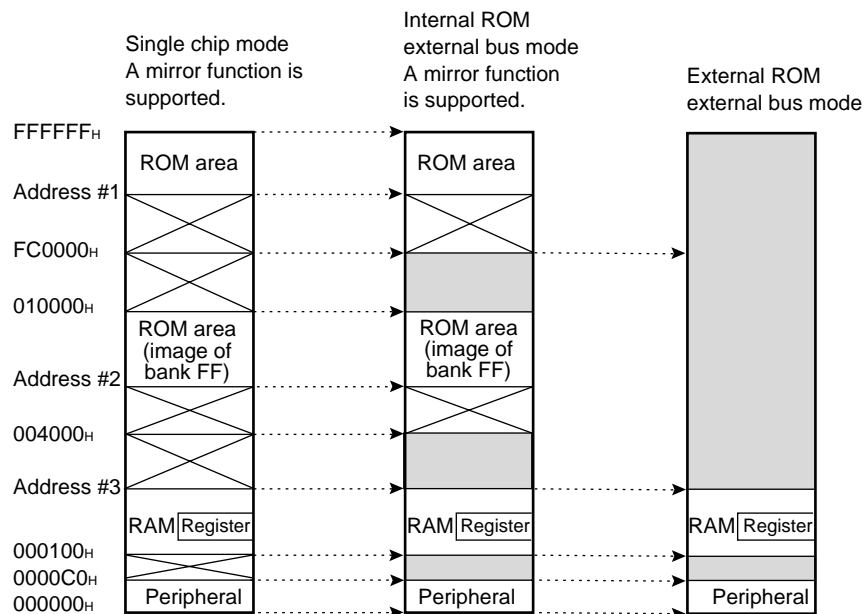 Single chip mode
A mirror function is
supported.
Internal ROM
external bus mode
A mirror function
is supported.
External ROM
external bus mode
FFFFFFH
Address #1
FC0000H
010000H
Address #2
004000H
Address #3
000100H
0000C0H
000000H
ROM area
ROM area
(image of
bank FF)
RAM Register
Peripheral
ROM area
ROM area
(image of
bank FF)
RAM Register
Peripheral
RAM Register
Peripheral